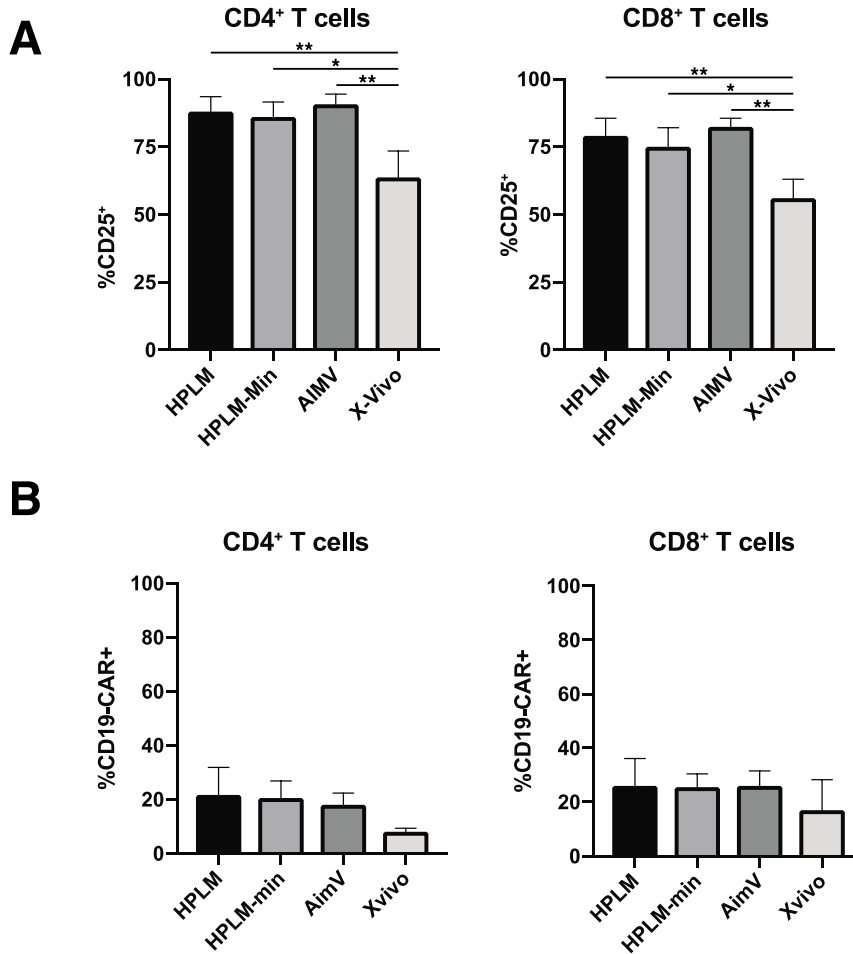 A
CD4⁺ T cells
**
*
**
100
75
50
25
0
%CD25⁺
HPLM
HPLM-Min
AIMV
X-Vivo
CD8⁺ T cells
**
*
**
100
75
50
25
0
%CD25⁺
HPLM
HPLM-Min
AIMV
X-Vivo
B
CD4⁺ T cells
100
80
60
40
20
0
%CD19-CAR+
HPLM
HPLM-min
AimV
Xvivo
CD8⁺ T cells
100
80
60
40
20
0
%CD19-CAR+
HPLM
HPLM-min
AimV
Xvivo